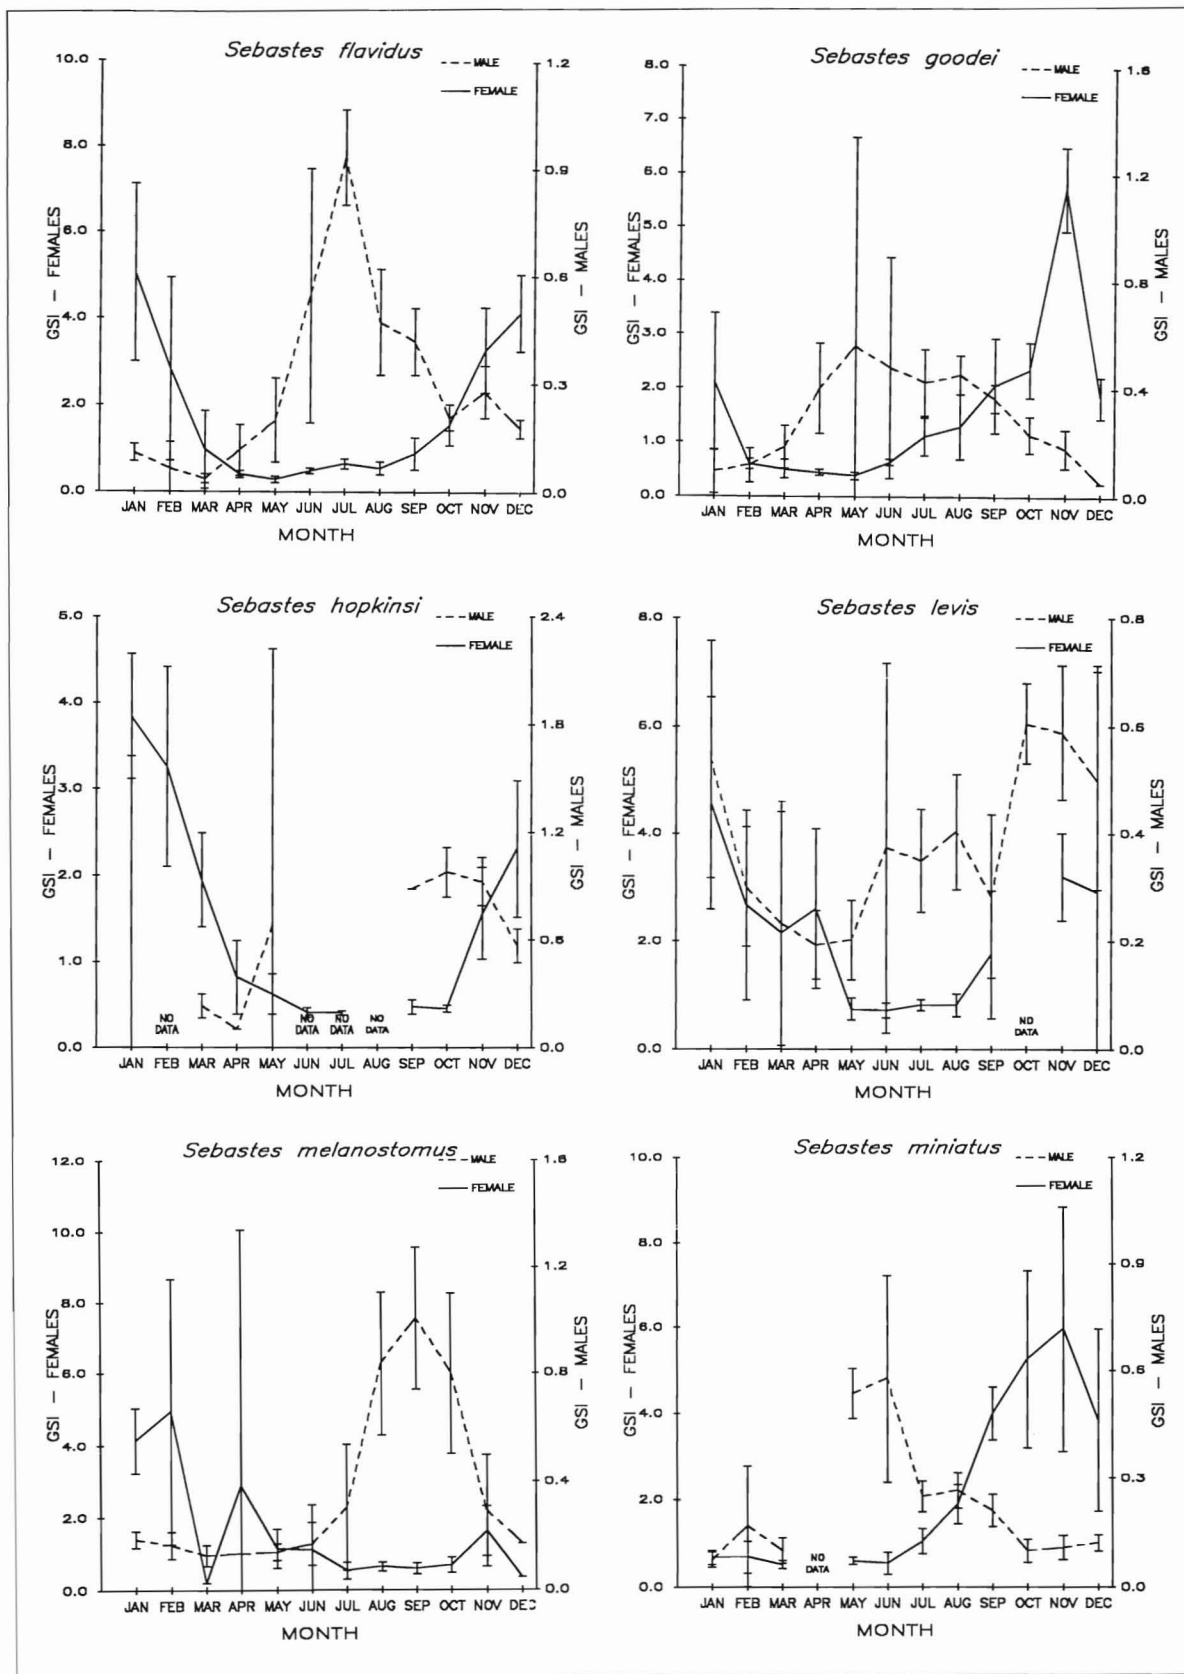 Sebastes flavidus
MALE
FEMALE
GSI — FEMALES
10.0
8.0
6.0
4.0
2.0
0.0
GSI — MALES
1.2
0.9
0.6
0.3
0.0
JAN FEB MAR APR MAY JUN JUL AUG SEP OCT NOV DEC
MONTH
Sebastes goodei
MALE
FEMALE
GSI — FEMALES
8.0
7.0
6.0
5.0
4.0
3.0
2.0
1.0
0.0
GSI — MALES
1.6
1.2
0.8
0.4
0.0
JAN FEB MAR APR MAY JUN JUL AUG SEP OCT NOV DEC
MONTH
Sebastes hopkinsi
MALE
FEMALE
GSI — FEMALES
5.0
4.0
3.0
2.0
1.0
0.0
GSI — MALES
2.4
1.8
1.2
0.6
0.0
NO DATA
NO DATA
NO DATA
NO DATA
JAN FEB MAR APR MAY JUN JUL AUG SEP OCT NOV DEC
MONTH
Sebastes levis
MALE
FEMALE
GSI — FEMALES
8.0
6.0
4.0
2.0
0.0
GSI — MALES
0.8
0.6
0.4
0.2
0.0
NO DATA
JAN FEB MAR APR MAY JUN JUL AUG SEP OCT NOV DEC
MONTH
Sebastes melanostomus
MALE
FEMALE
GSI — FEMALES
12.0
10.0
8.0
6.0
4.0
2.0
0.0
GSI — MALES
1.6
1.2
0.8
0.4
0.0
JAN FEB MAR APR MAY JUN JUL AUG SEP OCT NOV DEC
MONTH
Sebastes miniatus
MALE
FEMALE
GSI — FEMALES
10.0
8.0
6.0
4.0
2.0
0.0
GSI — MALES
1.2
0.9
0.6
0.3
0.0
NO DATA
JAN FEB MAR APR MAY JUN JUL AUG SEP OCT NOV DEC
MONTH